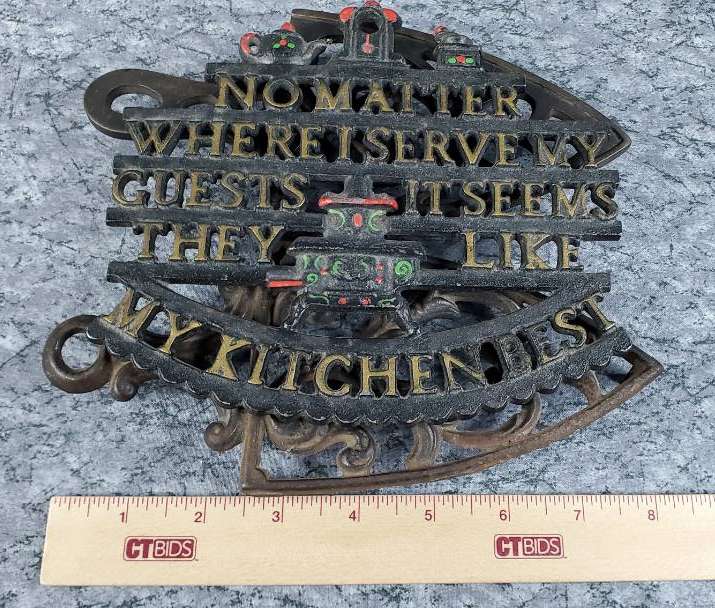 NO MATTER
WHERE I SERVE MY
GUESTS IT SEEMS
THEY LIKE
MY KITCHEN BEST
1 2 3 4 5 6 7 8
CTBIDS CTBIDS